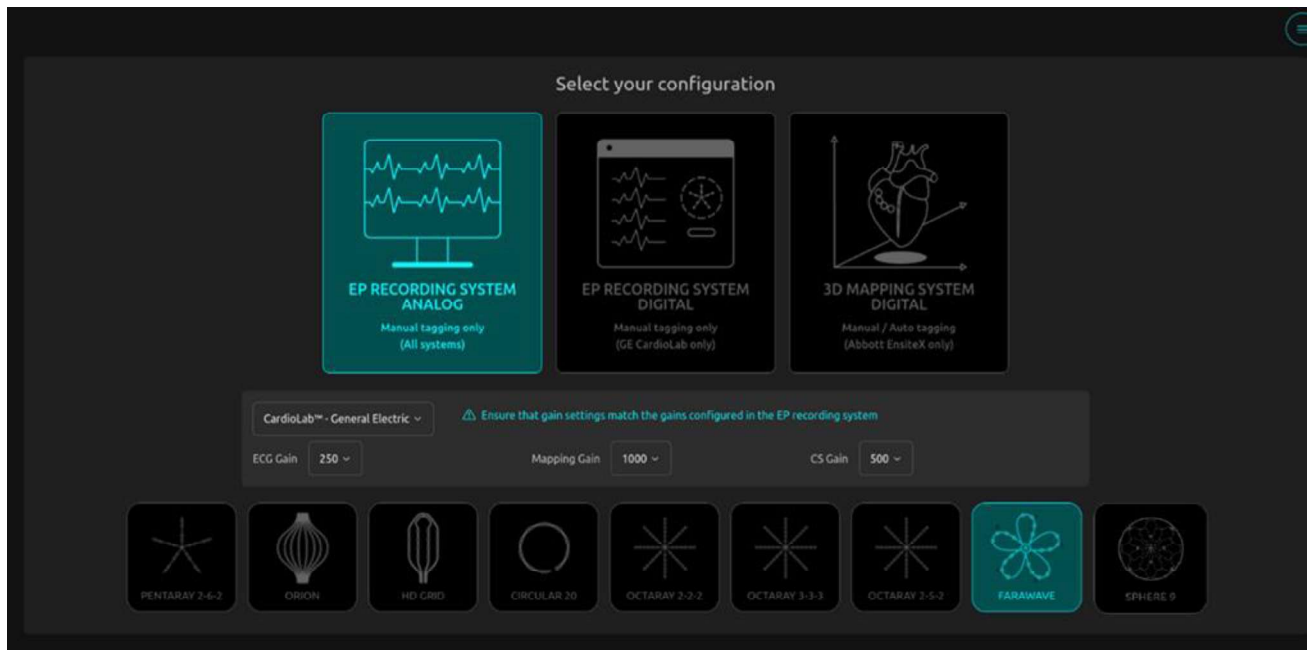 Select your configuration
EP RECORDING SYSTEM
ANALOG
Manual tagging only
(All systems)
EP RECORDING SYSTEM
DIGITAL
Manual tagging only
(GE CardioLab only)
3D MAPPING SYSTEM
DIGITAL
Manual / Auto tagging
(Abbott EnsiteX only)
CardioLab™ - General Electric
⚠ Ensure that gain settings match the gains configured in the EP recording system
ECG Gain 250
Mapping Gain 1000
CS Gain 500
PENTARAY 2-6-2
ORION
HD GRID
CIRCULAR 20
OCTARAY 2-2-2
OCTARAY 3-3-3
OCTARAY 2-5-2
FARAWAVE
SPHERE 9